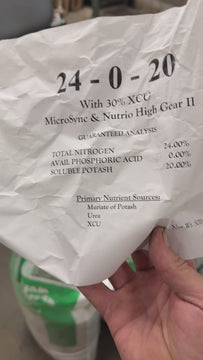 24 - 0 - 20
With 30% XCU
MicroSync & Nutrio High Gear II
GUARANTEED ANALYSIS
TOTAL NITROGEN 24.00%
AVAIL PHOSPHORIC ACID 0.00%
SOLUBLE POTASH 20.00%
Primary Nutrient Sources:
Muriate of Potash
Urea
XCU